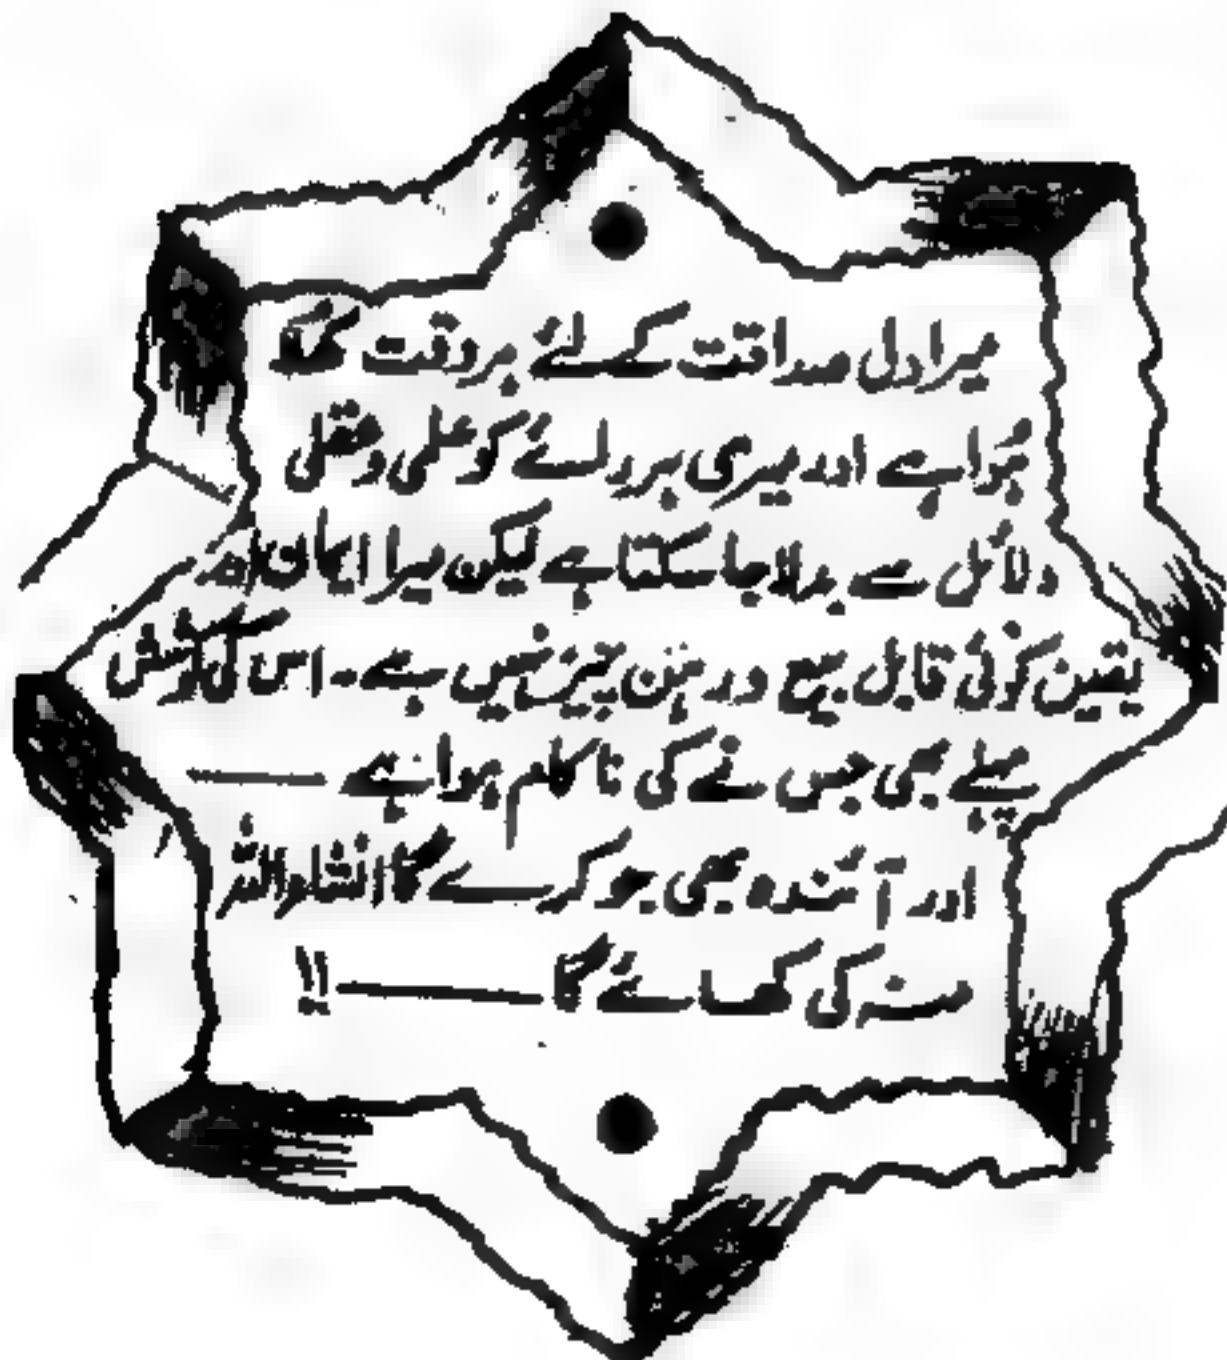 میرا دل صداقت کے لئے ہر وقت کھلا
ہوا ہے اور میری ہر رائے کو علمی و عقلی
دلائل سے بدلا جا سکتا ہے لیکن میرا ایمان اور
یقین کوئی قابل بیع و رہن چیز نہیں ہے۔ اس کی کوشش
پہلے بھی جس نے کی ناکام ہوا ہے ———
اور آئندہ بھی جو کرے گا انشاء اللہ
منہ کی کھائے گا ——— !!